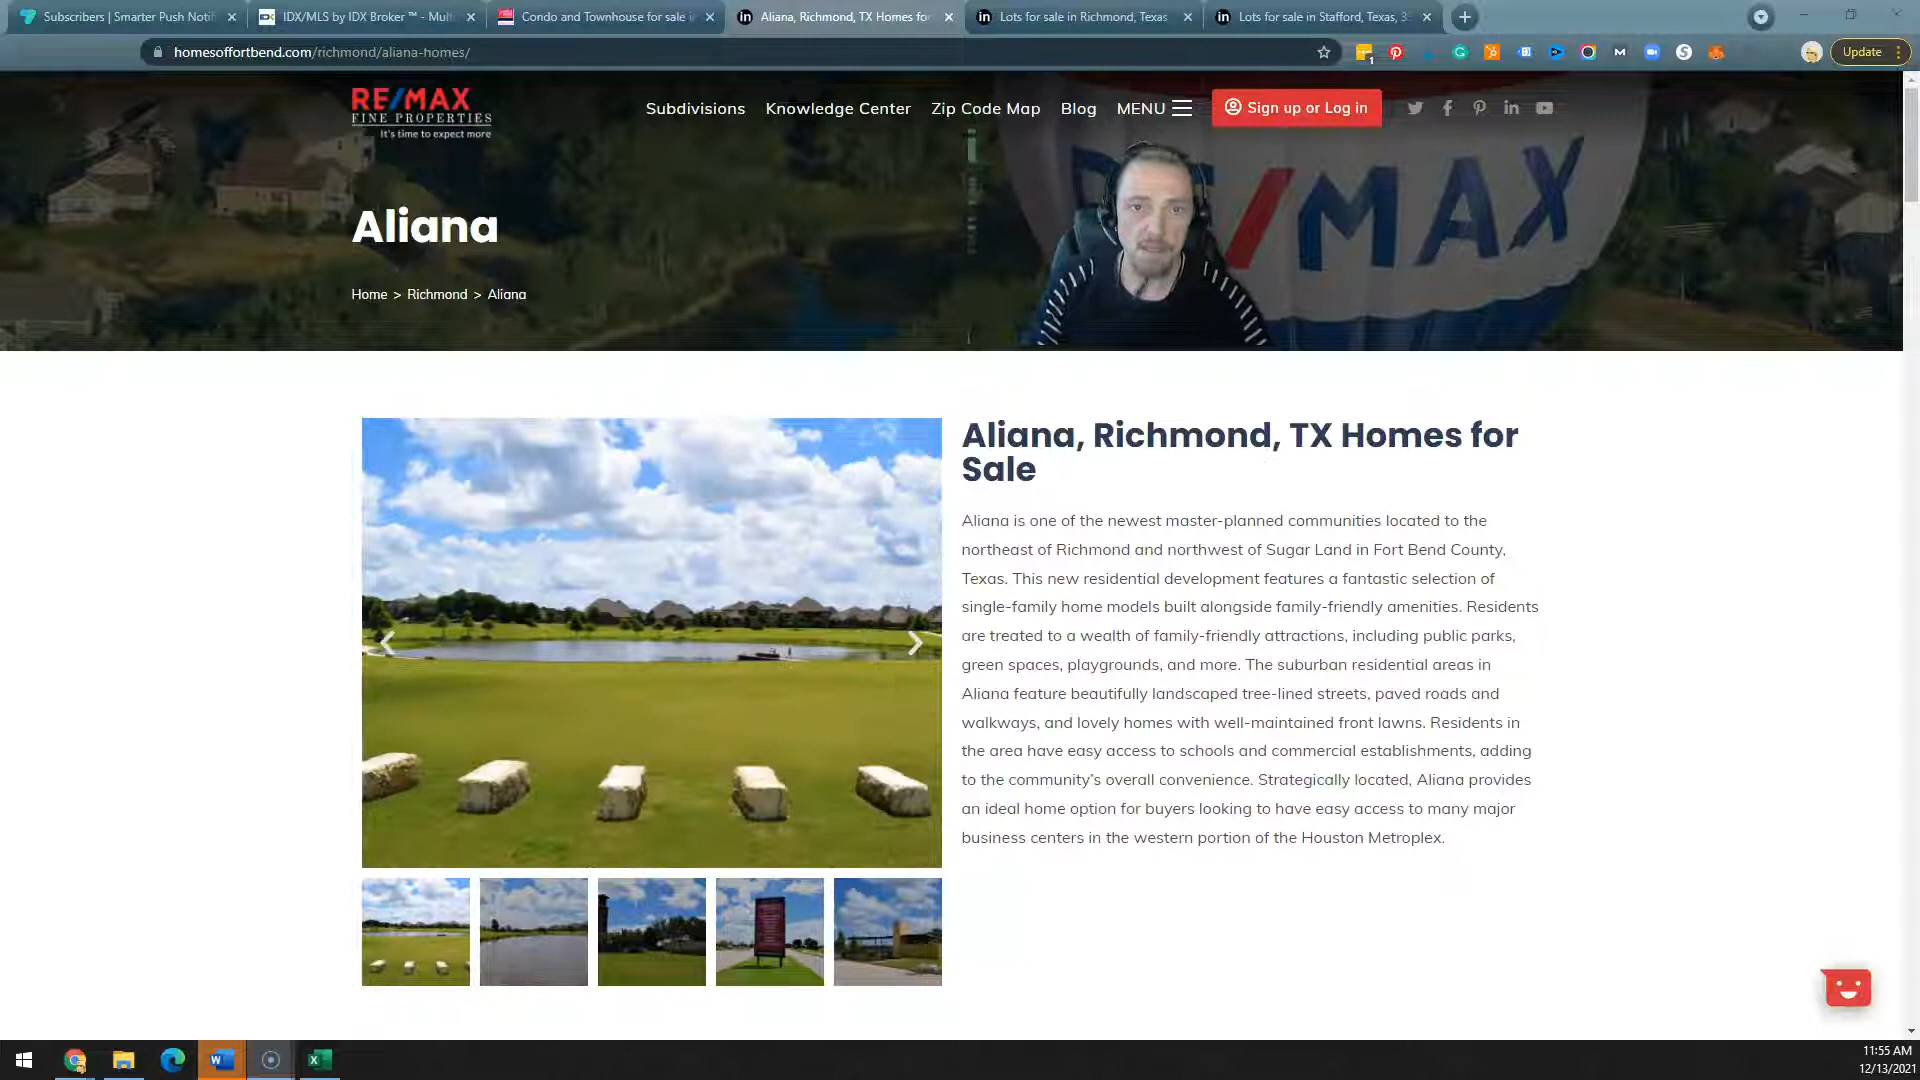 Subscribers | Smarter Push Notifi
IDX/MLS by IDX Broker ™ - Mult
Condo and Townhouse for sale i
Aliana, Richmond, TX Homes fo
Lots for sale in Richmond, Texas
Lots for sale in Stafford, Texas, 3
homesoffortbend.com/richmond/aliana-homes/
Update
RE/MAX
FINE PROPERTIES
It's time to expect more
Subdivisions
Knowledge Center
Zip Code Map
Blog
MENU
Sign up or Log in
RE/MAX
Aliana
Home > Richmond > Aliana
Aliana, Richmond, TX Homes for
Sale
Aliana is one of the newest master-planned communities located to the
northeast of Richmond and northwest of Sugar Land in Fort Bend County,
Texas. This new residential development features a fantastic selection of
single-family home models built alongside family-friendly amenities. Residents
are treated to a wealth of family-friendly attractions, including public parks,
green spaces, playgrounds, and more. The suburban residential areas in
Aliana feature beautifully landscaped tree-lined streets, paved roads and
walkways, and lovely homes with well-maintained front lawns. Residents in
the area have easy access to schools and commercial establishments, adding
to the community's overall convenience. Strategically located, Aliana provides
an ideal home option for buyers looking to have easy access to many major
business centers in the western portion of the Houston Metroplex.
11:55 AM
12/13/2021